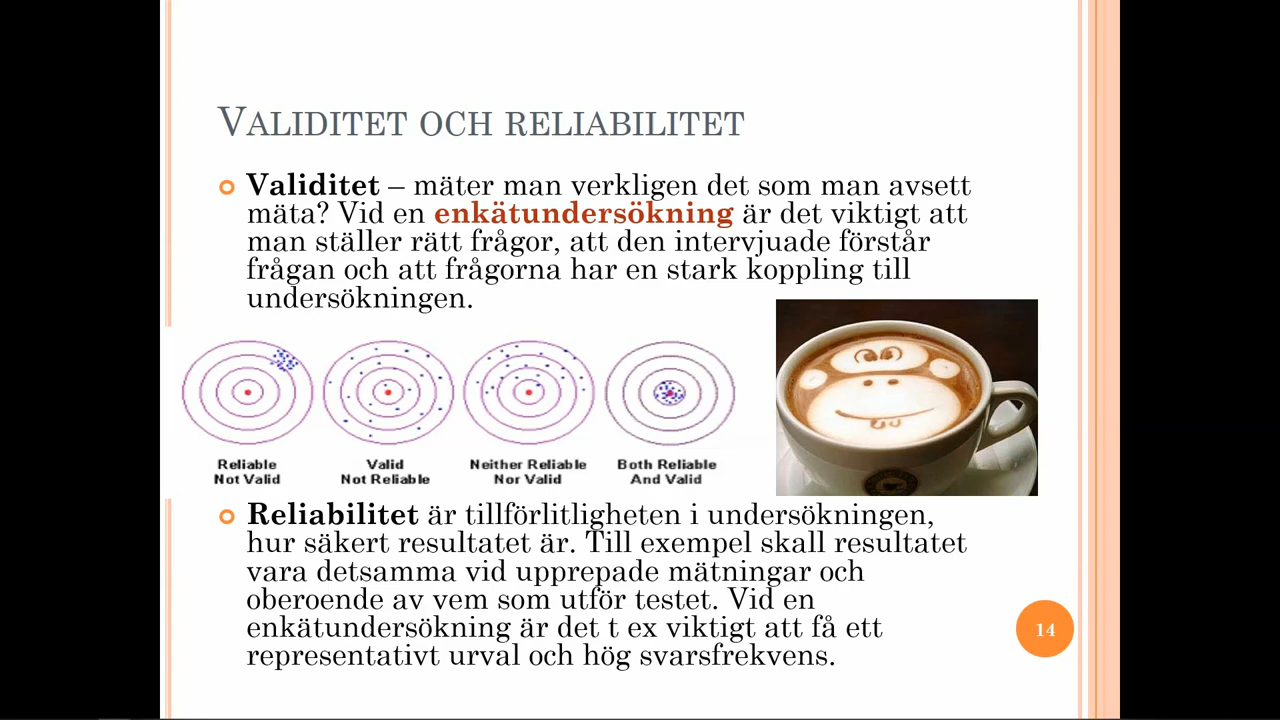 VALIDITET OCH RELIABILITET
Validitet – mäter man verkligen det som man avsett
mäta? Vid en enkätundersökning är det viktigt att
man ställer rätt frågor, att den intervjuade förstår
frågan och att frågorna har en stark koppling till
undersökningen.
Reliable
Not Valid
Valid
Not Reliable
Neither Reliable
Nor Valid
Both Reliable
And Valid
Reliabilitet är tillförlitligheten i undersökningen,
hur säkert resultatet är. Till exempel skall resultatet
vara detsamma vid upprepade mätningar och
oberoende av vem som utför testet. Vid en
enkätundersökning är det t ex viktigt att få ett
representativt urval och hög svarsfrekvens.
14